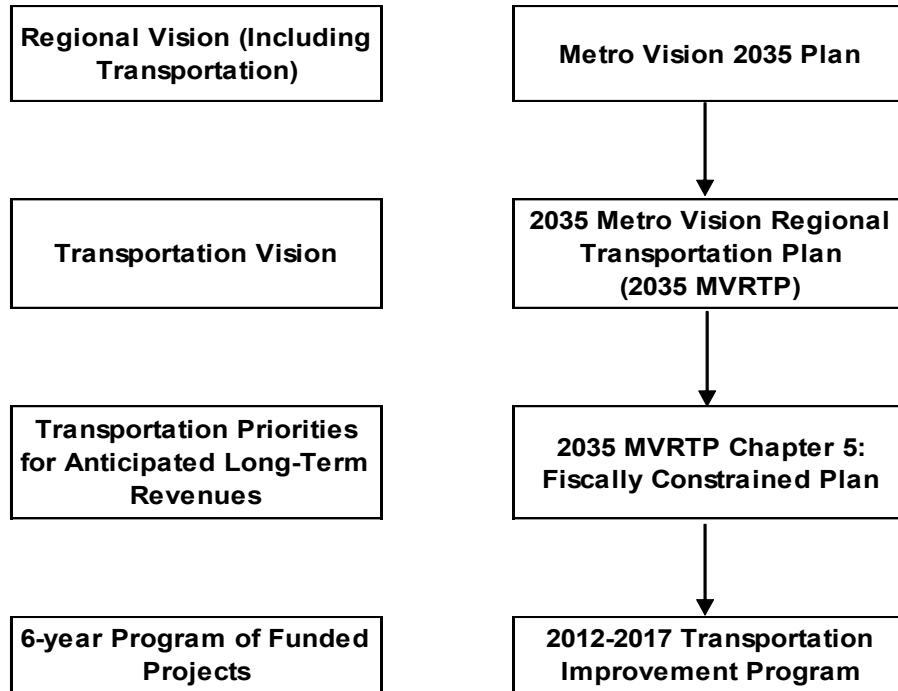 Regional Vision (Including
Transportation)
Metro Vision 2035 Plan
Transportation Vision
2035 Metro Vision Regional
Transportation Plan
(2035 MVRTP)
Transportation Priorities
for Anticipated Long-Term
Revenues
2035 MVRTP Chapter 5:
Fiscally Constrained Plan
6-year Program of Funded
Projects
2012-2017 Transportation
Improvement Program